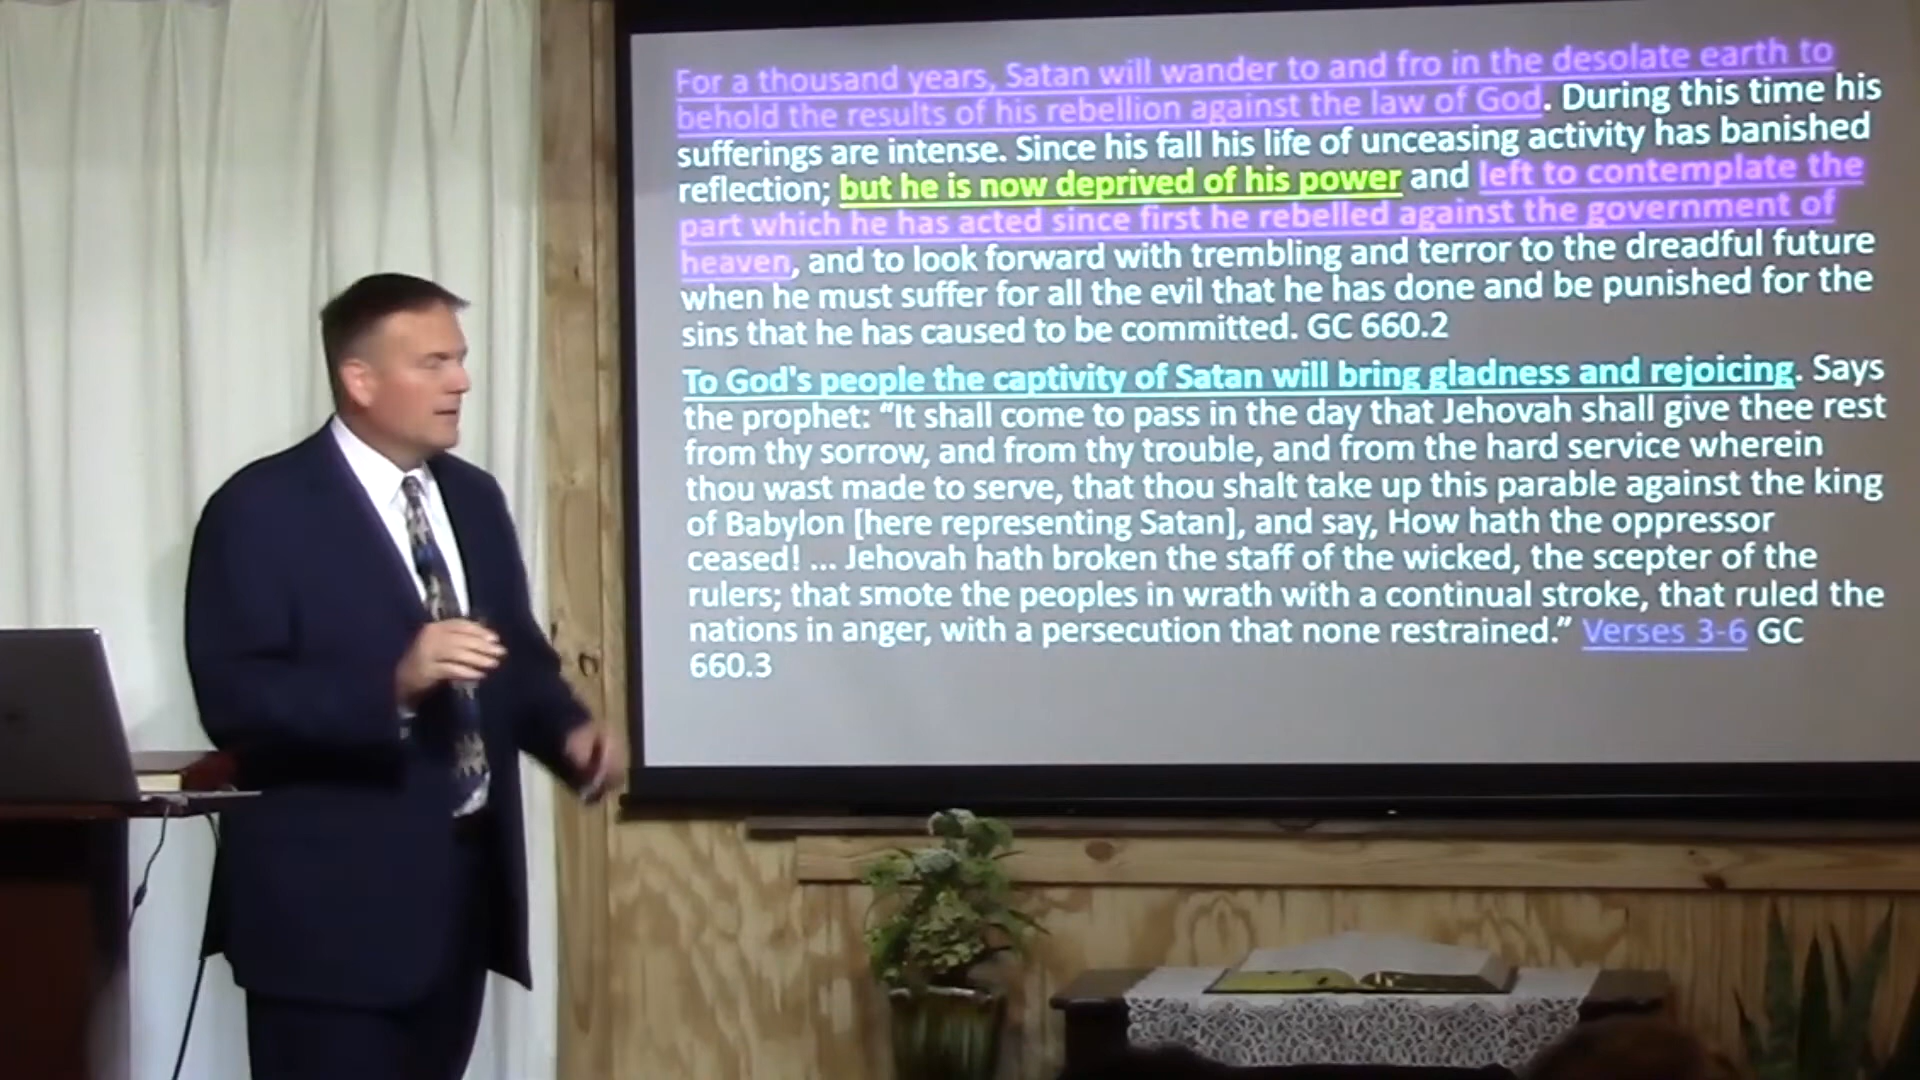 For a thousand years, Satan will wander to and fro in the desolate earth to
behold the results of his rebellion against the law of God. During this time his
sufferings are intense. Since his fall his life of unceasing activity has banished
reflection; but he is now deprived of his power and left to contemplate the
part which he has acted since first he rebelled against the government of
heaven, and to look forward with trembling and terror to the dreadful future
when he must suffer for all the evil that he has done and be punished for the
sins that he has caused to be committed. GC 660.2
To God's people the captivity of Satan will bring gladness and rejoicing. Says
the prophet: “It shall come to pass in the day that Jehovah shall give thee rest
from thy sorrow, and from thy trouble, and from the hard service wherein
thou wast made to serve, that thou shalt take up this parable against the king
of Babylon [here representing Satan], and say, How hath the oppressor
ceased! ... Jehovah hath broken the staff of the wicked, the scepter of the
rulers; that smote the peoples in wrath with a continual stroke, that ruled the
nations in anger, with a persecution that none restrained.” Verses 3-6 GC
660.3